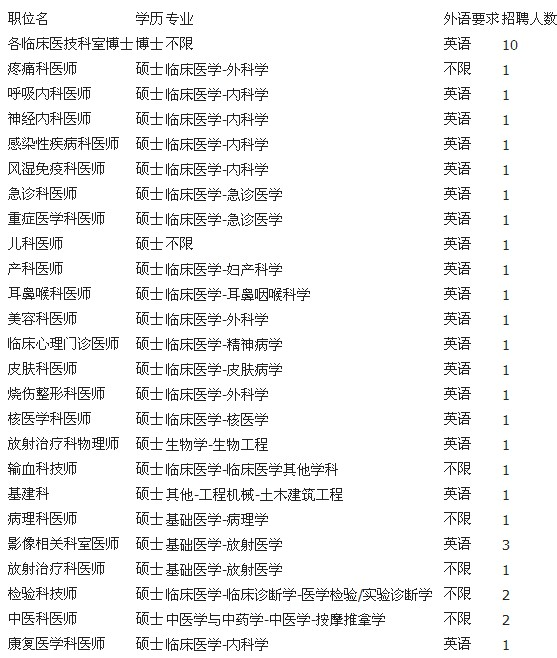 职位名 学历 专业 外语要求 招聘人数
各临床医技科室博士 博士 不限 英语 10
疼痛科医师 硕士 临床医学-外科学 不限 1
呼吸内科医师 硕士 临床医学-内科学 英语 1
神经内科医师 硕士 临床医学-内科学 英语 1
感染性疾病科医师 硕士 临床医学-内科学 英语 1
风湿免疫科医师 硕士 临床医学-内科学 英语 1
急诊科医师 硕士 临床医学-急诊医学 英语 1
重症医学科医师 硕士 临床医学-急诊医学 英语 1
儿科医师 硕士 不限 英语 1
产科医师 硕士 临床医学-妇产科学 英语 1
耳鼻喉科医师 硕士 临床医学-耳鼻咽喉科学 英语 1
美容科医师 硕士 临床医学-外科学 英语 1
临床心理门诊医师 硕士 临床医学-精神病学 英语 1
皮肤科医师 硕士 临床医学-皮肤病学 英语 1
烧伤整形科医师 硕士 临床医学-外科学 英语 1
核医学科医师 硕士 临床医学-核医学 英语 1
放射治疗科物理师 硕士 生物学-生物工程 英语 1
输血科技师 硕士 临床医学-临床医学其他学科 不限 1
基建科 硕士 其他-工程机械-土木建筑工程 英语 1
病理科医师 硕士 基础医学-病理学 不限 1
影像相关科室医师 硕士 基础医学-放射医学 英语 3
放射治疗科医师 硕士 基础医学-放射医学 不限 1
检验科技师 硕士 临床医学-临床诊断学-医学检验/实验诊断学 不限 2
中医科医师 硕士 中医学与中药学-中医学-按摩推拿学 不限 2
康复医学科医师 硕士 临床医学-内科学 英语 1